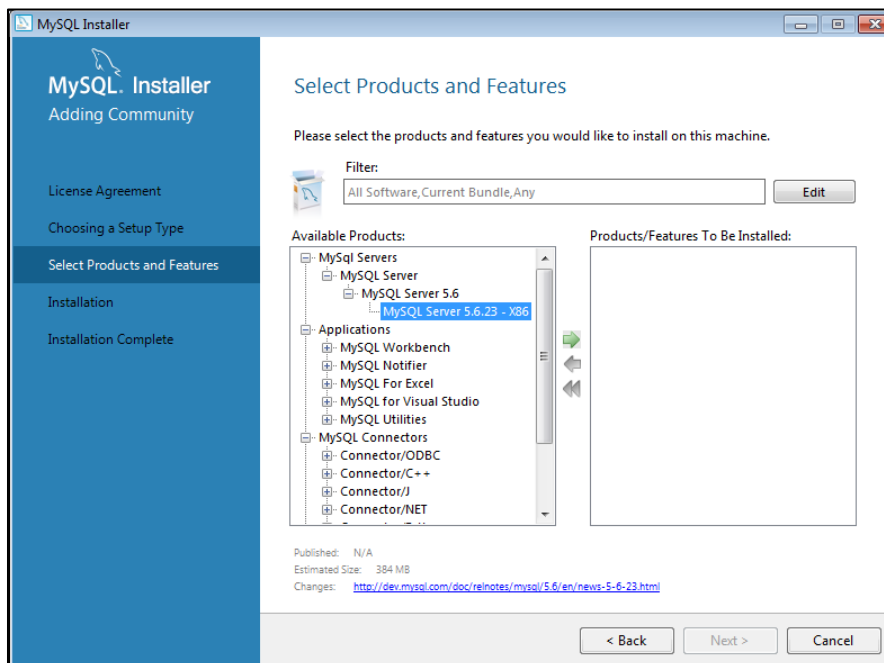 MySQL Installer
MySQL. Installer
Adding Community
License Agreement
Choosing a Setup Type
Select Products and Features
Installation
Installation Complete
Select Products and Features
Please select the products and features you would like to install on this machine.
Filter:
All Software,Current Bundle,Any
Edit
Available Products:
MySql Servers
MySQL Server
MySQL Server 5.6
MySQL Server 5.6.23 - X86
Applications
MySQL Workbench
MySQL Notifier
MySQL For Excel
MySQL for Visual Studio
MySQL Utilities
MySQL Connectors
Connector/ODBC
Connector/C++
Connector/J
Connector/NET
Products/Features To Be Installed:
Published: N/A
Estimated Size: 384 MB
Changes: http://dev.mysql.com/doc/relnotes/mysql/5.6/en/news-5-6-23.html
< Back
Next >
Cancel